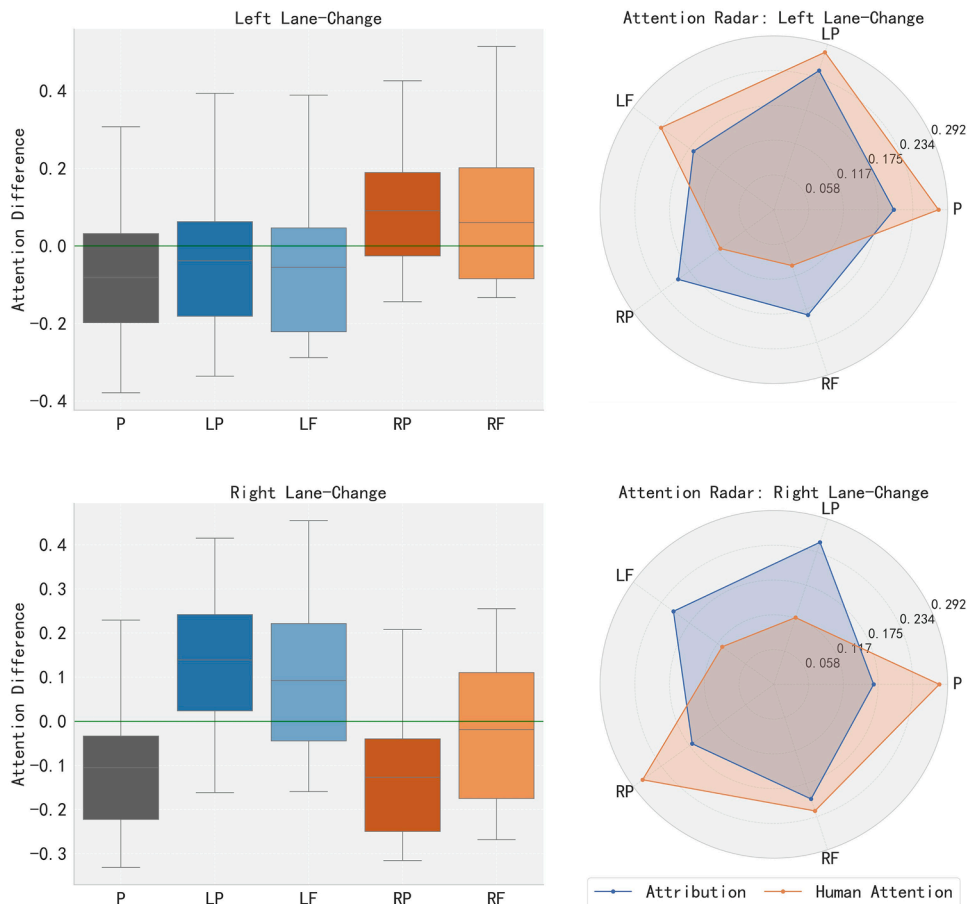 Left Lane-Change
Attention Difference
0.4
0.2
0.0
-0.2
-0.4
P LP LF RP RF
Attention Radar: Left Lane-Change
LP
LF
0.292
0.234
0.175
0.117
0.058
P
RP
RF
Right Lane-Change
Attention Difference
0.4
0.3
0.2
0.1
0.0
-0.1
-0.2
-0.3
P LP LF RP RF
Attention Radar: Right Lane-Change
LP
LF
0.292
0.234
0.175
0.117
0.058
P
RP
RF
Attribution Human Attention